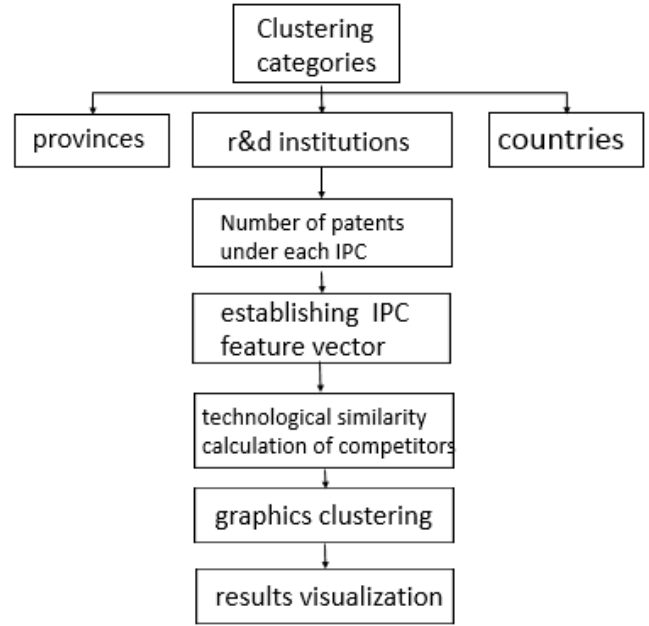 Clustering
categories
provinces
r&d institutions
countries
Number of patents
under each IPC
establishing IPC
feature vector
technological similarity
calculation of competitors
graphics clustering
results visualization